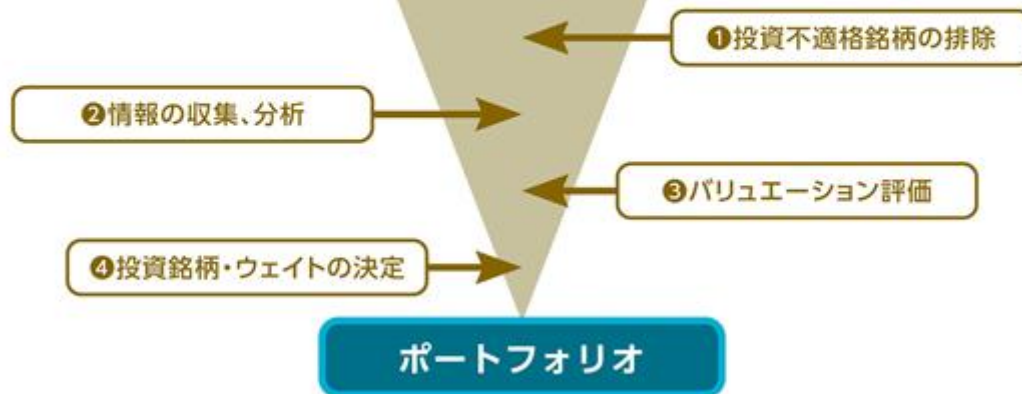 ❶投資不適格銘柄の排除
❷情報の収集、分析
❸バリュエーション評価
❹投資銘柄・ウェイトの決定
ポートフォリオ